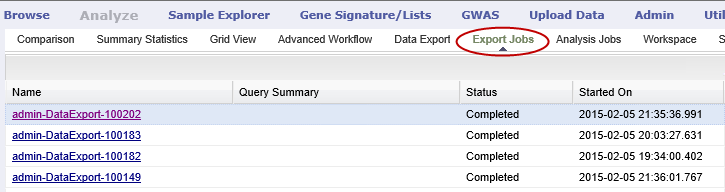 Browse Analyze Sample Explorer Gene Signature/Lists GWAS Upload Data Admin
Comparison Summary Statistics Grid View Advanced Workflow Data Export Export Jobs Analysis Jobs Workspace
Name Query Summary Status Started On
admin-DataExport-100202 Completed 2015-02-05 21:35:36.991
admin-DataExport-100183 Completed 2015-02-05 20:03:27.631
admin-DataExport-100182 Completed 2015-02-05 19:34:00.402
admin-DataExport-100149 Completed 2015-02-05 21:36:01.767